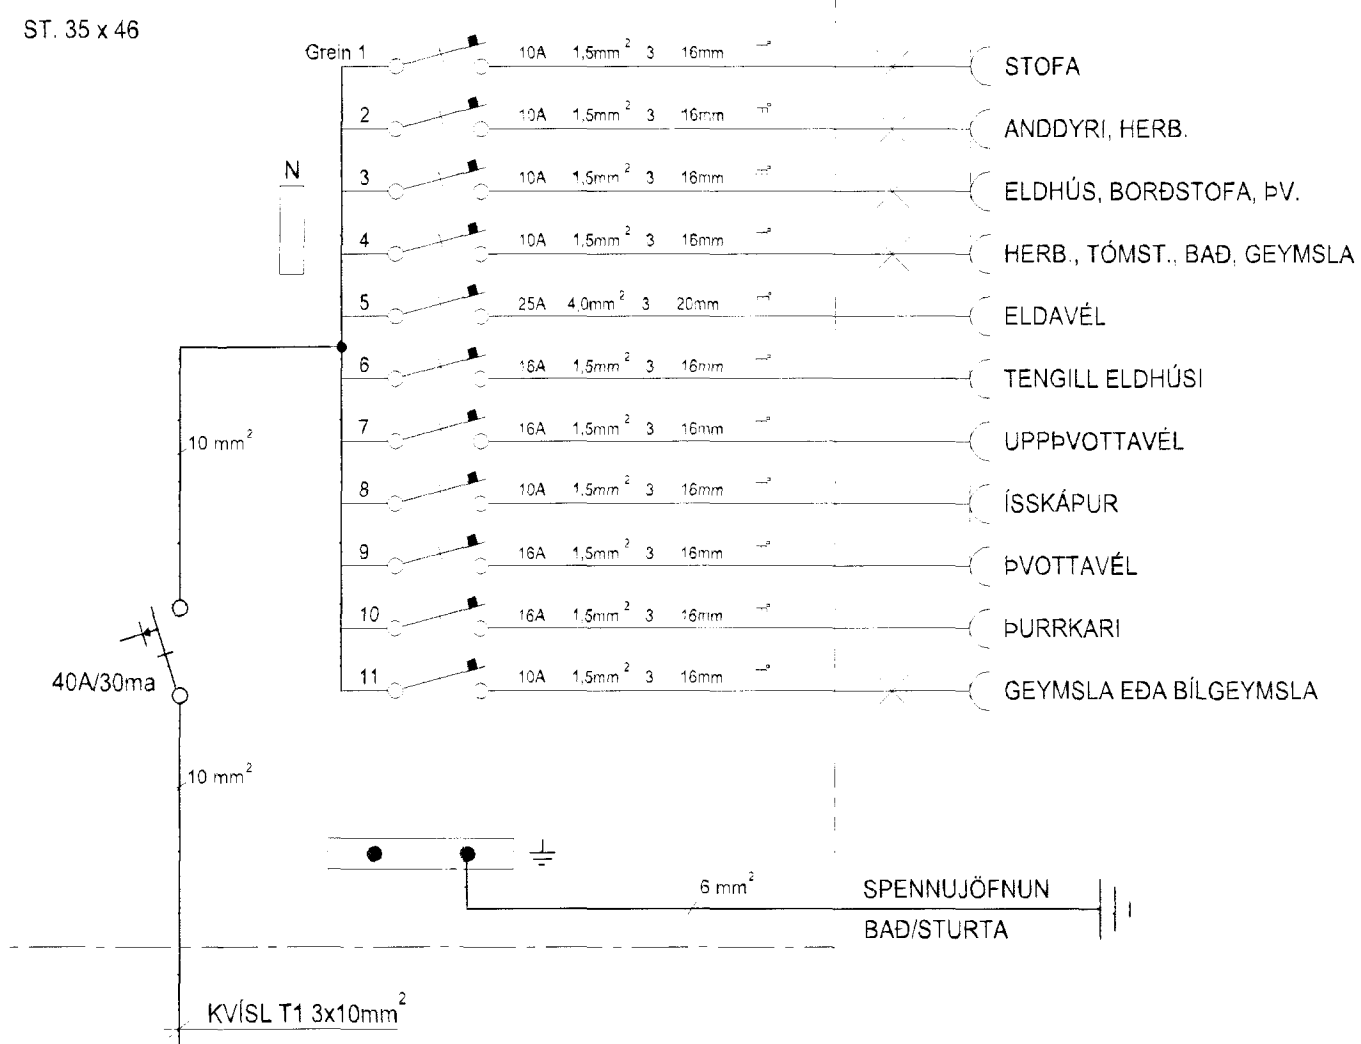 ST. 35 x 46
Grein 1 10A 1,5mm² 3 16mm STOFA
2 10A 1,5mm² 3 16mm ANDDYRI, HERB.
N
3 10A 1,5mm² 3 16mm ELDHÚS, BORÐSTOFA, ÞV.
4 10A 1,5mm² 3 16mm HERB., TÓMST., BAÐ, GEYMSLA
5 25A 4,0mm² 3 20mm ELDAVÉL
6 16A 1,5mm² 3 16mm TENGILL ELDHÚSI
10 mm²
7 16A 1,5mm² 3 16mm UPPÞVOTTAVÉL
8 10A 1,5mm² 3 16mm ÍSSKÁPUR
9 16A 1,5mm² 3 16mm ÞVOTTAVÉL
10 16A 1,5mm² 3 16mm ÞURRKARI
40A/30ma
11 10A 1,5mm² 3 16mm GEYMSLA EÐA BÍLGEYMSLA
10 mm²
6 mm² SPENNUJÖFNUN
BAÐ/STURTA
KVÍSL T1 3x10mm²